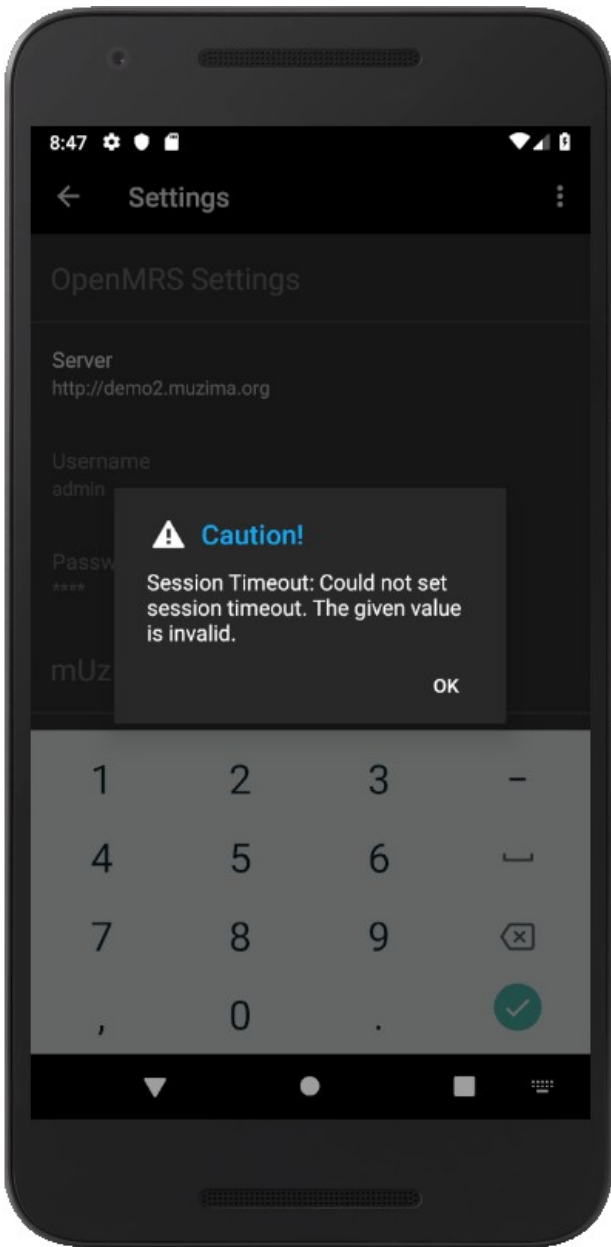 8:47
Settings
OpenMRS Settings
Server
http://demo2.muzima.org
Username
admin
Passw
****
mUz
Caution!
Session Timeout: Could not set
session timeout. The given value
is invalid.
OK
1 2 3 -
4 5 6
7 8 9
, 0 .